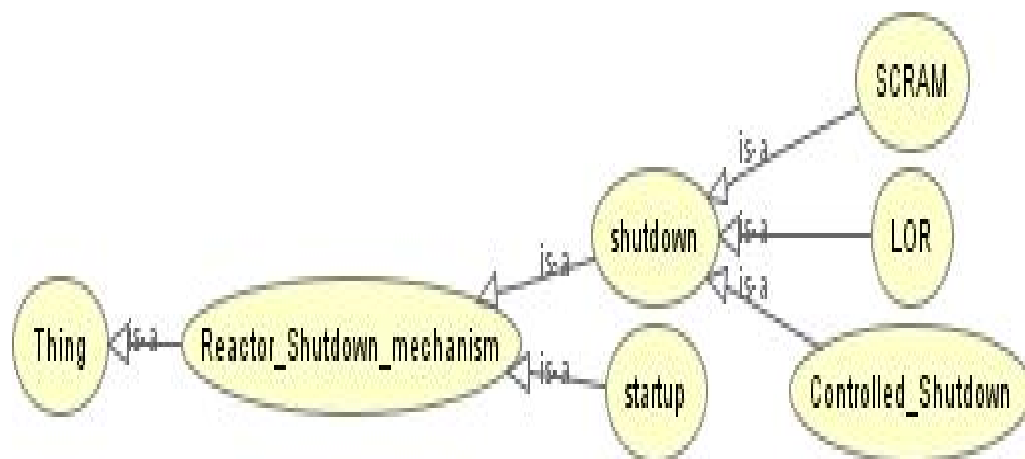 SCRAM
is-a
shutdown
is-a
LOR
is-a
is-a
Thing
is-a
Reactor_Shutdown_mechanism
is-a
startup
Controlled_Shutdown